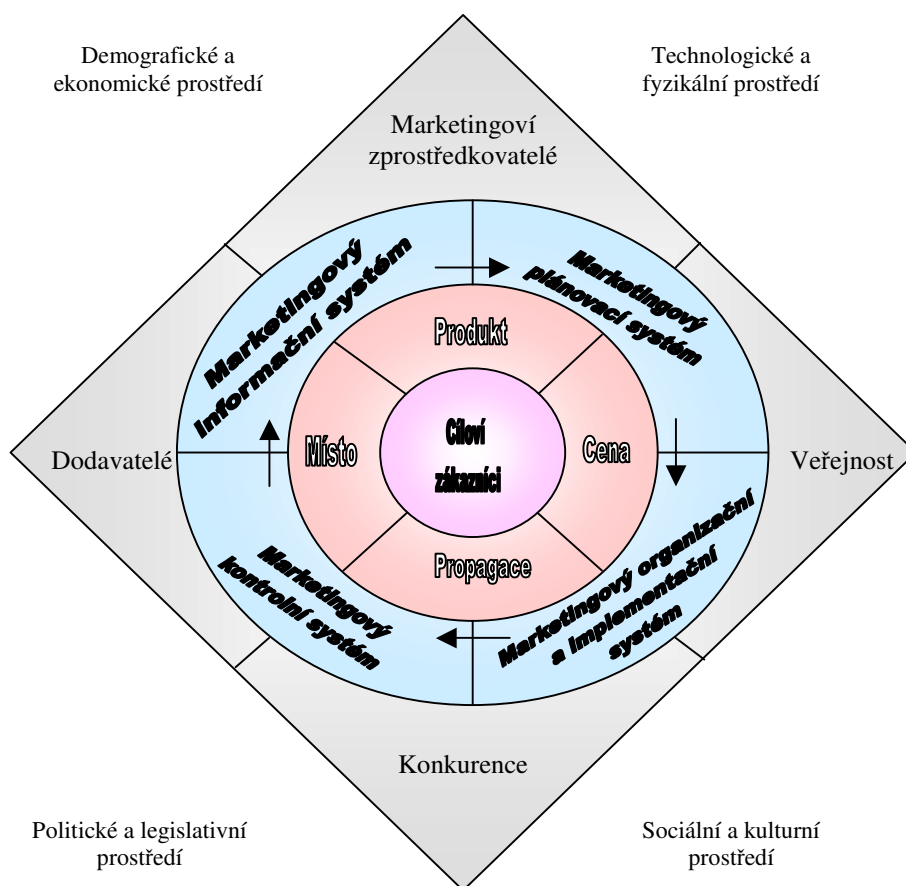 Demografické a
ekonomické prostředí
Technologické a
fyzikální prostředí
Marketingoví
zprostředkovatelé
Marketingový
Informační systém
Marketingový
plánovací systém
Produkt
Cíloví
zákazníci
Místo
Cena
Dodavatelé
Veřejnost
Propagace
Marketingový
kontrolní systém
Marketingový organizační
a implementační
systém
Konkurence
Politické a legislativní
prostředí
Sociální a kulturní
prostředí